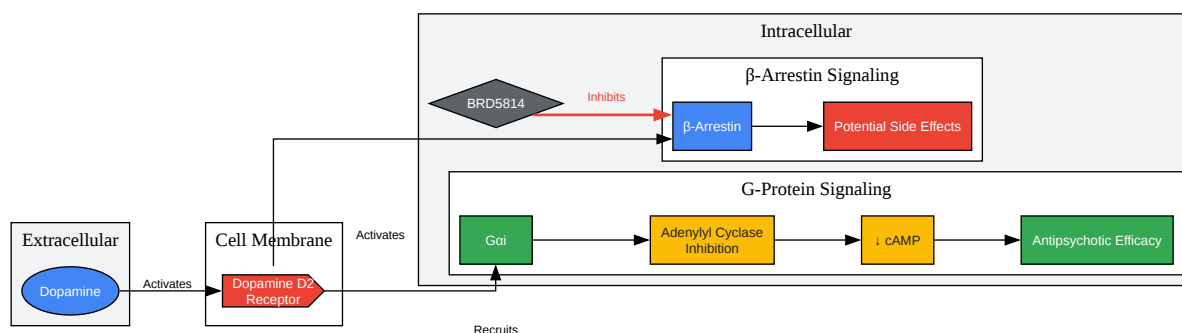 Intracellular
β-Arrestin Signaling
BRD5814
Inhibits
β-Arrestin
Potential Side Effects
G-Protein Signaling
Extracellular
Cell Membrane
Activates
Gαi
Adenylyl Cyclase
Inhibition
↓ cAMP
Antipsychotic Efficacy
Dopamine
Activates
Dopamine D2
Receptor
Recruits